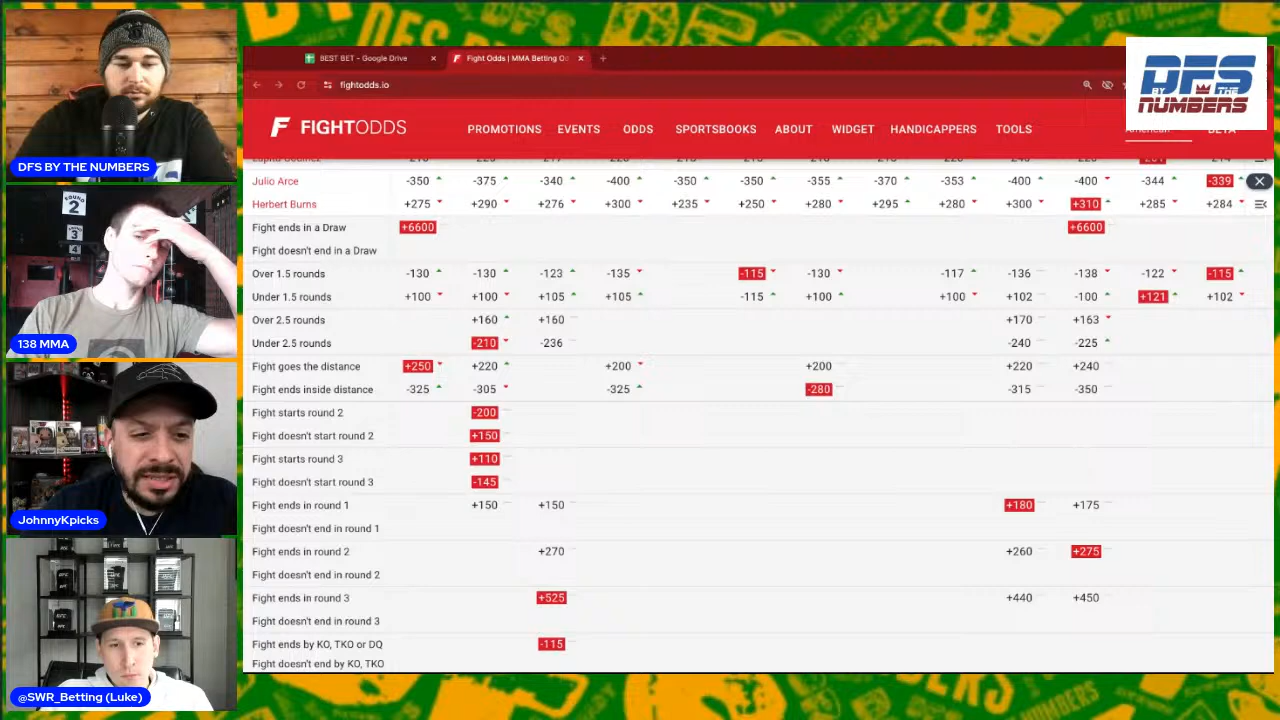 BEST BET - Google Drive
Fight Odds | MMA Betting O
fightodds.io
DFS
BY THE
NUMBERS
FIGHTODDS
PROMOTIONS EVENTS ODDS SPORTSBOOKS ABOUT WIDGET HANDICAPPERS TOOLS
Julio Arce -350 -375 -340 -400 -350 -350 -355 -370 -353 -400 -400 -344 -339
Herbert Burns +275 +290 +276 +300 +235 +250 +280 +295 +280 +300 +310 +285 +284
Fight ends in a Draw +6600 +6600
Fight doesn't end in a Draw
Over 1.5 rounds -130 -130 -123 -135 -115 -130 -117 -136 -138 -122 -115
Under 1.5 rounds +100 +100 +105 +105 -115 +100 +100 +102 -100 +121 +102
Over 2.5 rounds +160 +160 +170 +163
Under 2.5 rounds -210 -236 -240 -225
Fight goes the distance +250 +220 +200 +200 +220 +240
Fight ends inside distance -325 -305 -325 -280 -315 -350
Fight starts round 2 -200
Fight doesn't start round 2 +150
Fight starts round 3 +110
Fight doesn't start round 3 -145
Fight ends in round 1 +150 +150 +180 +175
Fight doesn't end in round 1
Fight ends in round 2 +270 +260 +275
Fight doesn't end in round 2
Fight ends in round 3 +525 +440 +450
Fight doesn't end in round 3
Fight ends by KO, TKO or DQ -115
Fight doesn't end by KO, TKO
DFS BY THE NUMBERS
ROUND
2
3
4
138 MMA
JohnnyKpicks
@SWR_Betting (Luke)